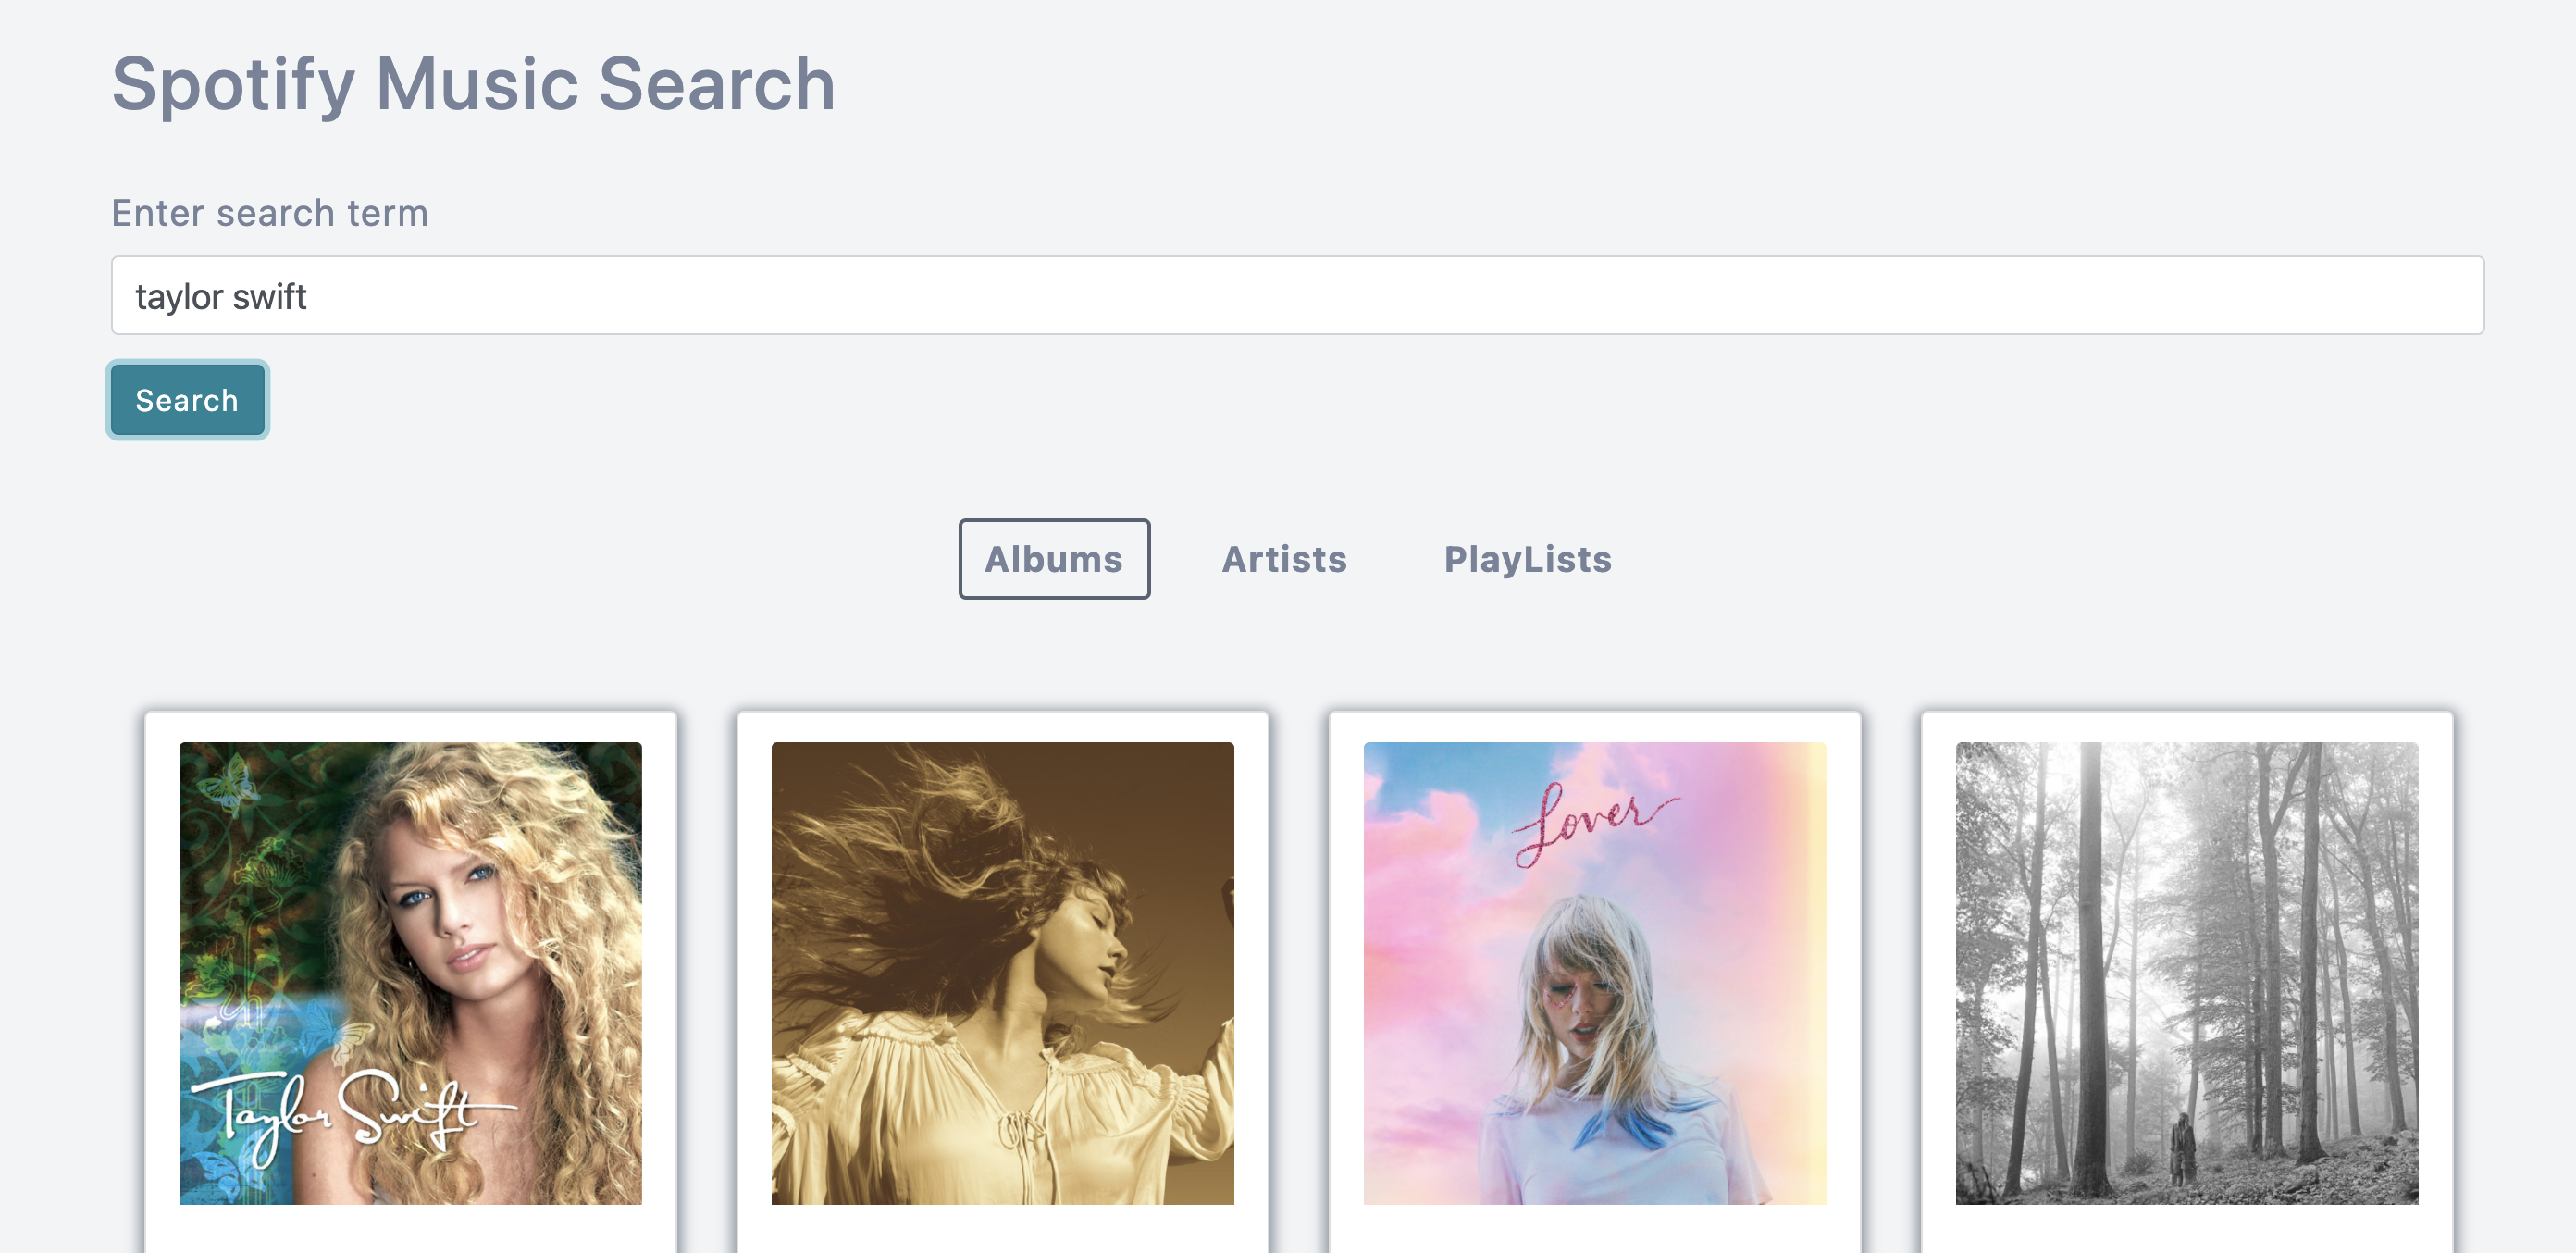 Spotify Music Search
Enter search term
taylor swift
Search
Albums
Artists
PlayLists
Taylor Swift
Lover